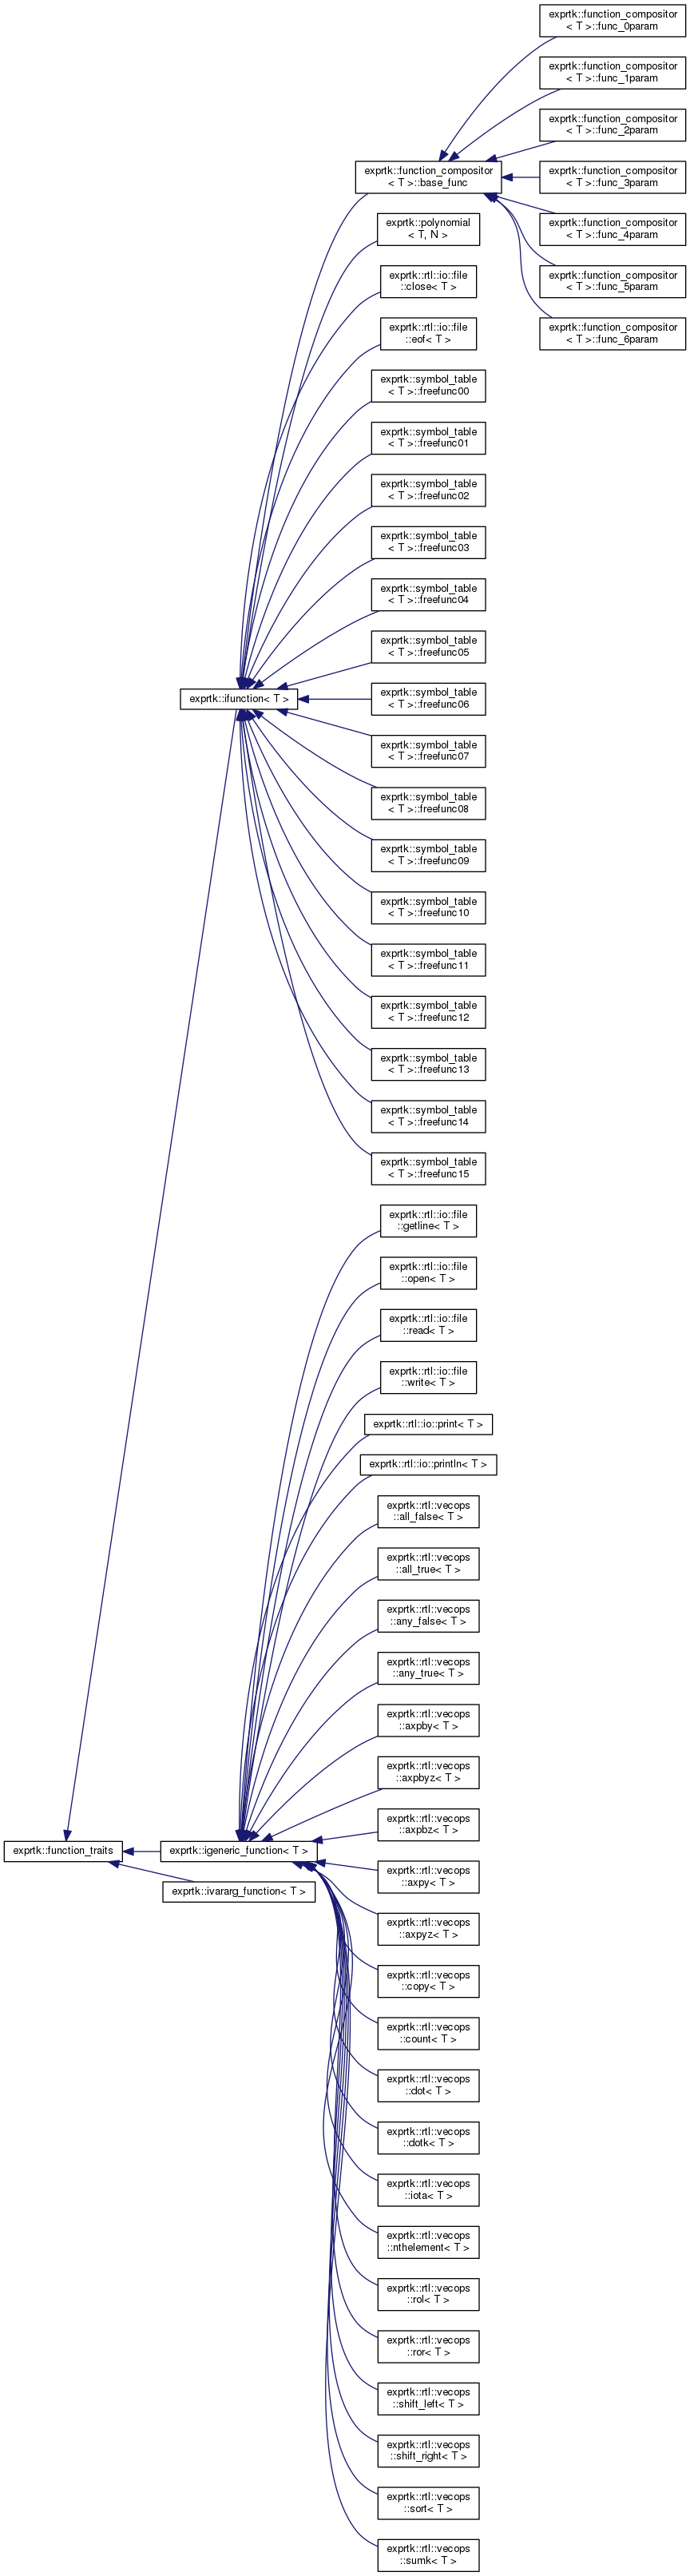 exprtk::function_compositor
< T >::func_0param
exprtk::function_compositor
< T >::func_1param
exprtk::function_compositor
< T >::func_2param
exprtk::function_compositor
< T >::base_func
exprtk::function_compositor
< T >::func_3param
exprtk::polynomial
< T, N >
exprtk::function_compositor
< T >::func_4param
exprtk::rtl::io::file
::close< T >
exprtk::function_compositor
< T >::func_5param
exprtk::rtl::io::file
::eof< T >
exprtk::function_compositor
< T >::func_6param
exprtk::symbol_table
< T >::freefunc00
exprtk::symbol_table
< T >::freefunc01
exprtk::symbol_table
< T >::freefunc02
exprtk::symbol_table
< T >::freefunc03
exprtk::symbol_table
< T >::freefunc04
exprtk::symbol_table
< T >::freefunc05
exprtk::ifunction< T >
exprtk::symbol_table
< T >::freefunc06
exprtk::symbol_table
< T >::freefunc07
exprtk::symbol_table
< T >::freefunc08
exprtk::symbol_table
< T >::freefunc09
exprtk::symbol_table
< T >::freefunc10
exprtk::symbol_table
< T >::freefunc11
exprtk::symbol_table
< T >::freefunc12
exprtk::symbol_table
< T >::freefunc13
exprtk::symbol_table
< T >::freefunc14
exprtk::symbol_table
< T >::freefunc15
exprtk::rtl::io::file
::getline< T >
exprtk::rtl::io::file
::open< T >
exprtk::rtl::io::file
::read< T >
exprtk::rtl::io::file
::write< T >
exprtk::rtl::io::print< T >
exprtk::rtl::io::println< T >
exprtk::rtl::vecops
::all_false< T >
exprtk::rtl::vecops
::all_true< T >
exprtk::rtl::vecops
::any_false< T >
exprtk::rtl::vecops
::any_true< T >
exprtk::rtl::vecops
::axpby< T >
exprtk::rtl::vecops
::axpbyz< T >
exprtk::rtl::vecops
::axpbz< T >
exprtk::function_traits
exprtk::igeneric_function< T >
exprtk::rtl::vecops
::axpy< T >
exprtk::ivararg_function< T >
exprtk::rtl::vecops
::axpyz< T >
exprtk::rtl::vecops
::copy< T >
exprtk::rtl::vecops
::count< T >
exprtk::rtl::vecops
::dot< T >
exprtk::rtl::vecops
::dotk< T >
exprtk::rtl::vecops
::iota< T >
exprtk::rtl::vecops
::nthelement< T >
exprtk::rtl::vecops
::rol< T >
exprtk::rtl::vecops
::ror< T >
exprtk::rtl::vecops
::shift_left< T >
exprtk::rtl::vecops
::shift_right< T >
exprtk::rtl::vecops
::sort< T >
exprtk::rtl::vecops
::sumk< T >